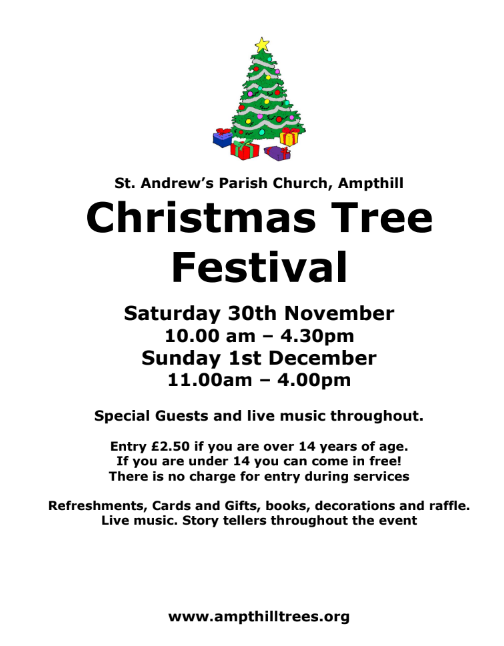 St. Andrew's Parish Church, Ampthill
Christmas Tree
Festival
Saturday 30th November
10.00 am – 4.30pm
Sunday 1st December
11.00am – 4.00pm
Special Guests and live music throughout.
Entry £2.50 if you are over 14 years of age.
If you are under 14 you can come in free!
There is no charge for entry during services
Refreshments, Cards and Gifts, books, decorations and raffle.
Live music. Story tellers throughout the event
www.ampthilltrees.org